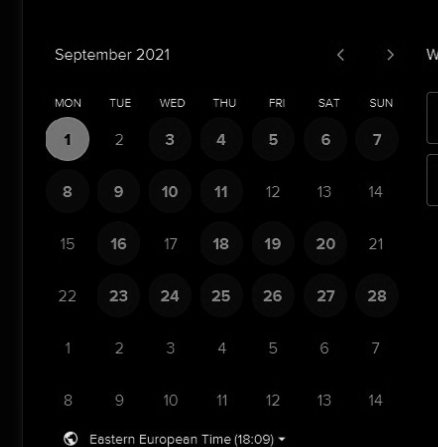 September 2021 < > W
MON TUE WED THU FRI SAT SUN
1 2 3 4 5 6 7
8 9 10 11 12 13 14
15 16 17 18 19 20 21
22 23 24 25 26 27 28
1 2 3 4 5 6 7
8 9 10 11 12 13 14
Eastern European Time (18:09)